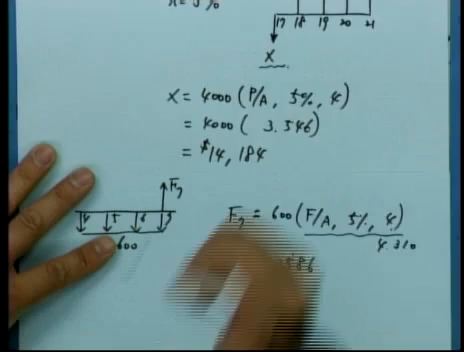 17 18 19 20 21
X
X = 4000 (P/A, 5%, 4)
= 4000 ( 3.546)
= $14,184
F7
4 5 6
600
F7 = 600 (F/A, 5%, 4)
4.310
86